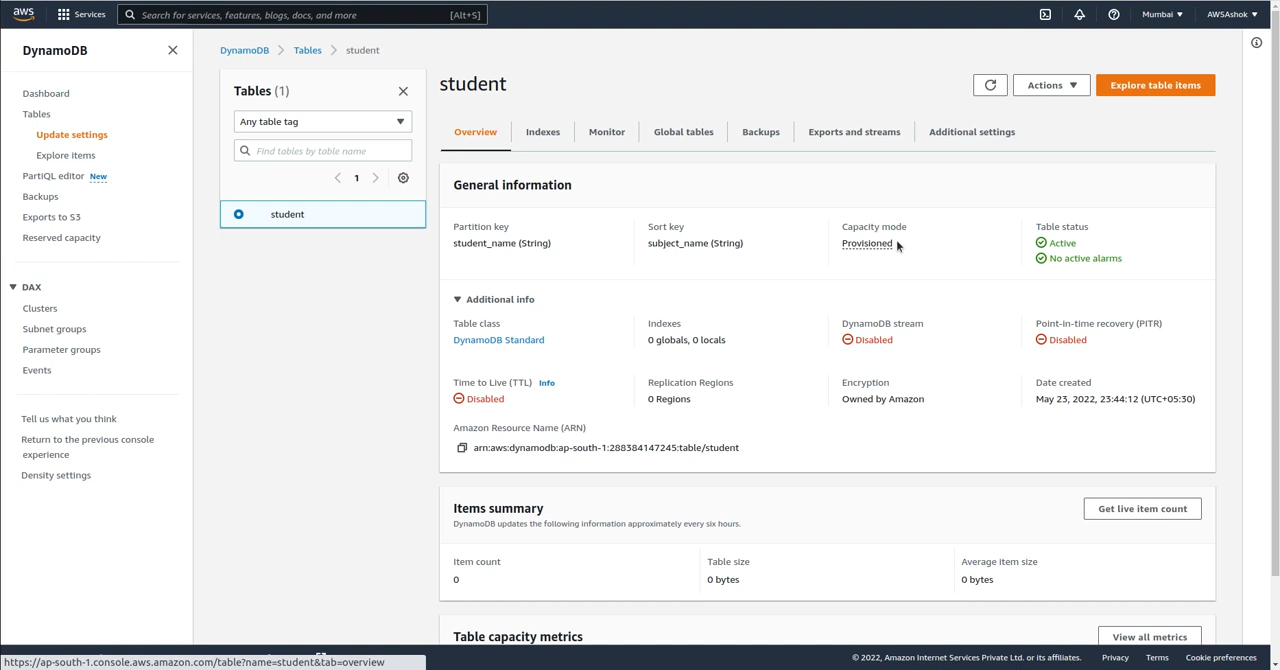 aws
Services
Search for services, features, blogs, docs, and more
[Alt+S]
Mumbai
AWSAshok
DynamoDB
Dashboard
Tables
Update settings
Explore items
PartiQL editor New
Backups
Exports to S3
Reserved capacity
DAX
Clusters
Subnet groups
Parameter groups
Events
Tell us what you think
Return to the previous console
experience
Density settings
DynamoDB
Tables
student
Tables (1)
Any table tag
Find tables by table name
1
student
student
Actions
Explore table items
Overview
Indexes
Monitor
Global tables
Backups
Exports and streams
Additional settings
General information
Partition key
student_name (String)
Sort key
subject_name (String)
Capacity mode
Provisioned
Table status
Active
No active alarms
Additional info
Table class
DynamoDB Standard
Indexes
0 globals, 0 locals
DynamoDB stream
Disabled
Point-in-time recovery (PITR)
Disabled
Time to Live (TTL) Info
Disabled
Replication Regions
0 Regions
Encryption
Owned by Amazon
Date created
May 23, 2022, 23:44:12 (UTC+05:30)
Amazon Resource Name (ARN)
arn:aws:dynamodb:ap-south-1:288384147245:table/student
Items summary
DynamoDB updates the following information approximately every six hours.
Get live item count
Item count
0
Table size
0 bytes
Average item size
0 bytes
Table capacity metrics
View all metrics
https://ap-south-1.console.aws.amazon.com/table?name=student&tab=overview
© 2022, Amazon Internet Services Private Ltd. or its affiliates.
Privacy
Terms
Cookie preferences